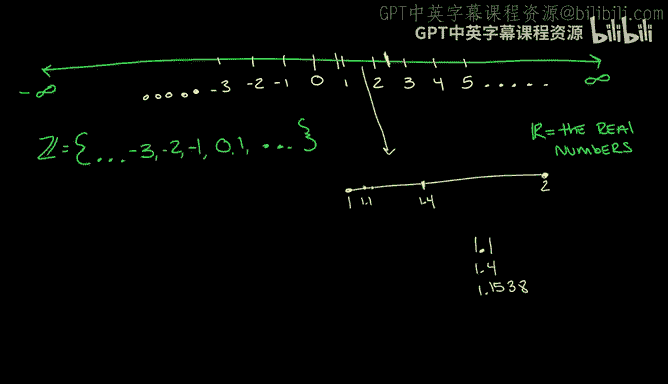 GPT中英字幕课程资源@bilibili.com
GPT中英字幕课程资源 bilibili
-∞ ..... -3 -2 -1 0 1 2 3 4 5 ..... ∞
ℤ={...-3,-2,-1,0.1,...}
ℝ=THE REAL
NUMBERS
1 1.1 1.4 2
1.1
1.4
1.1538